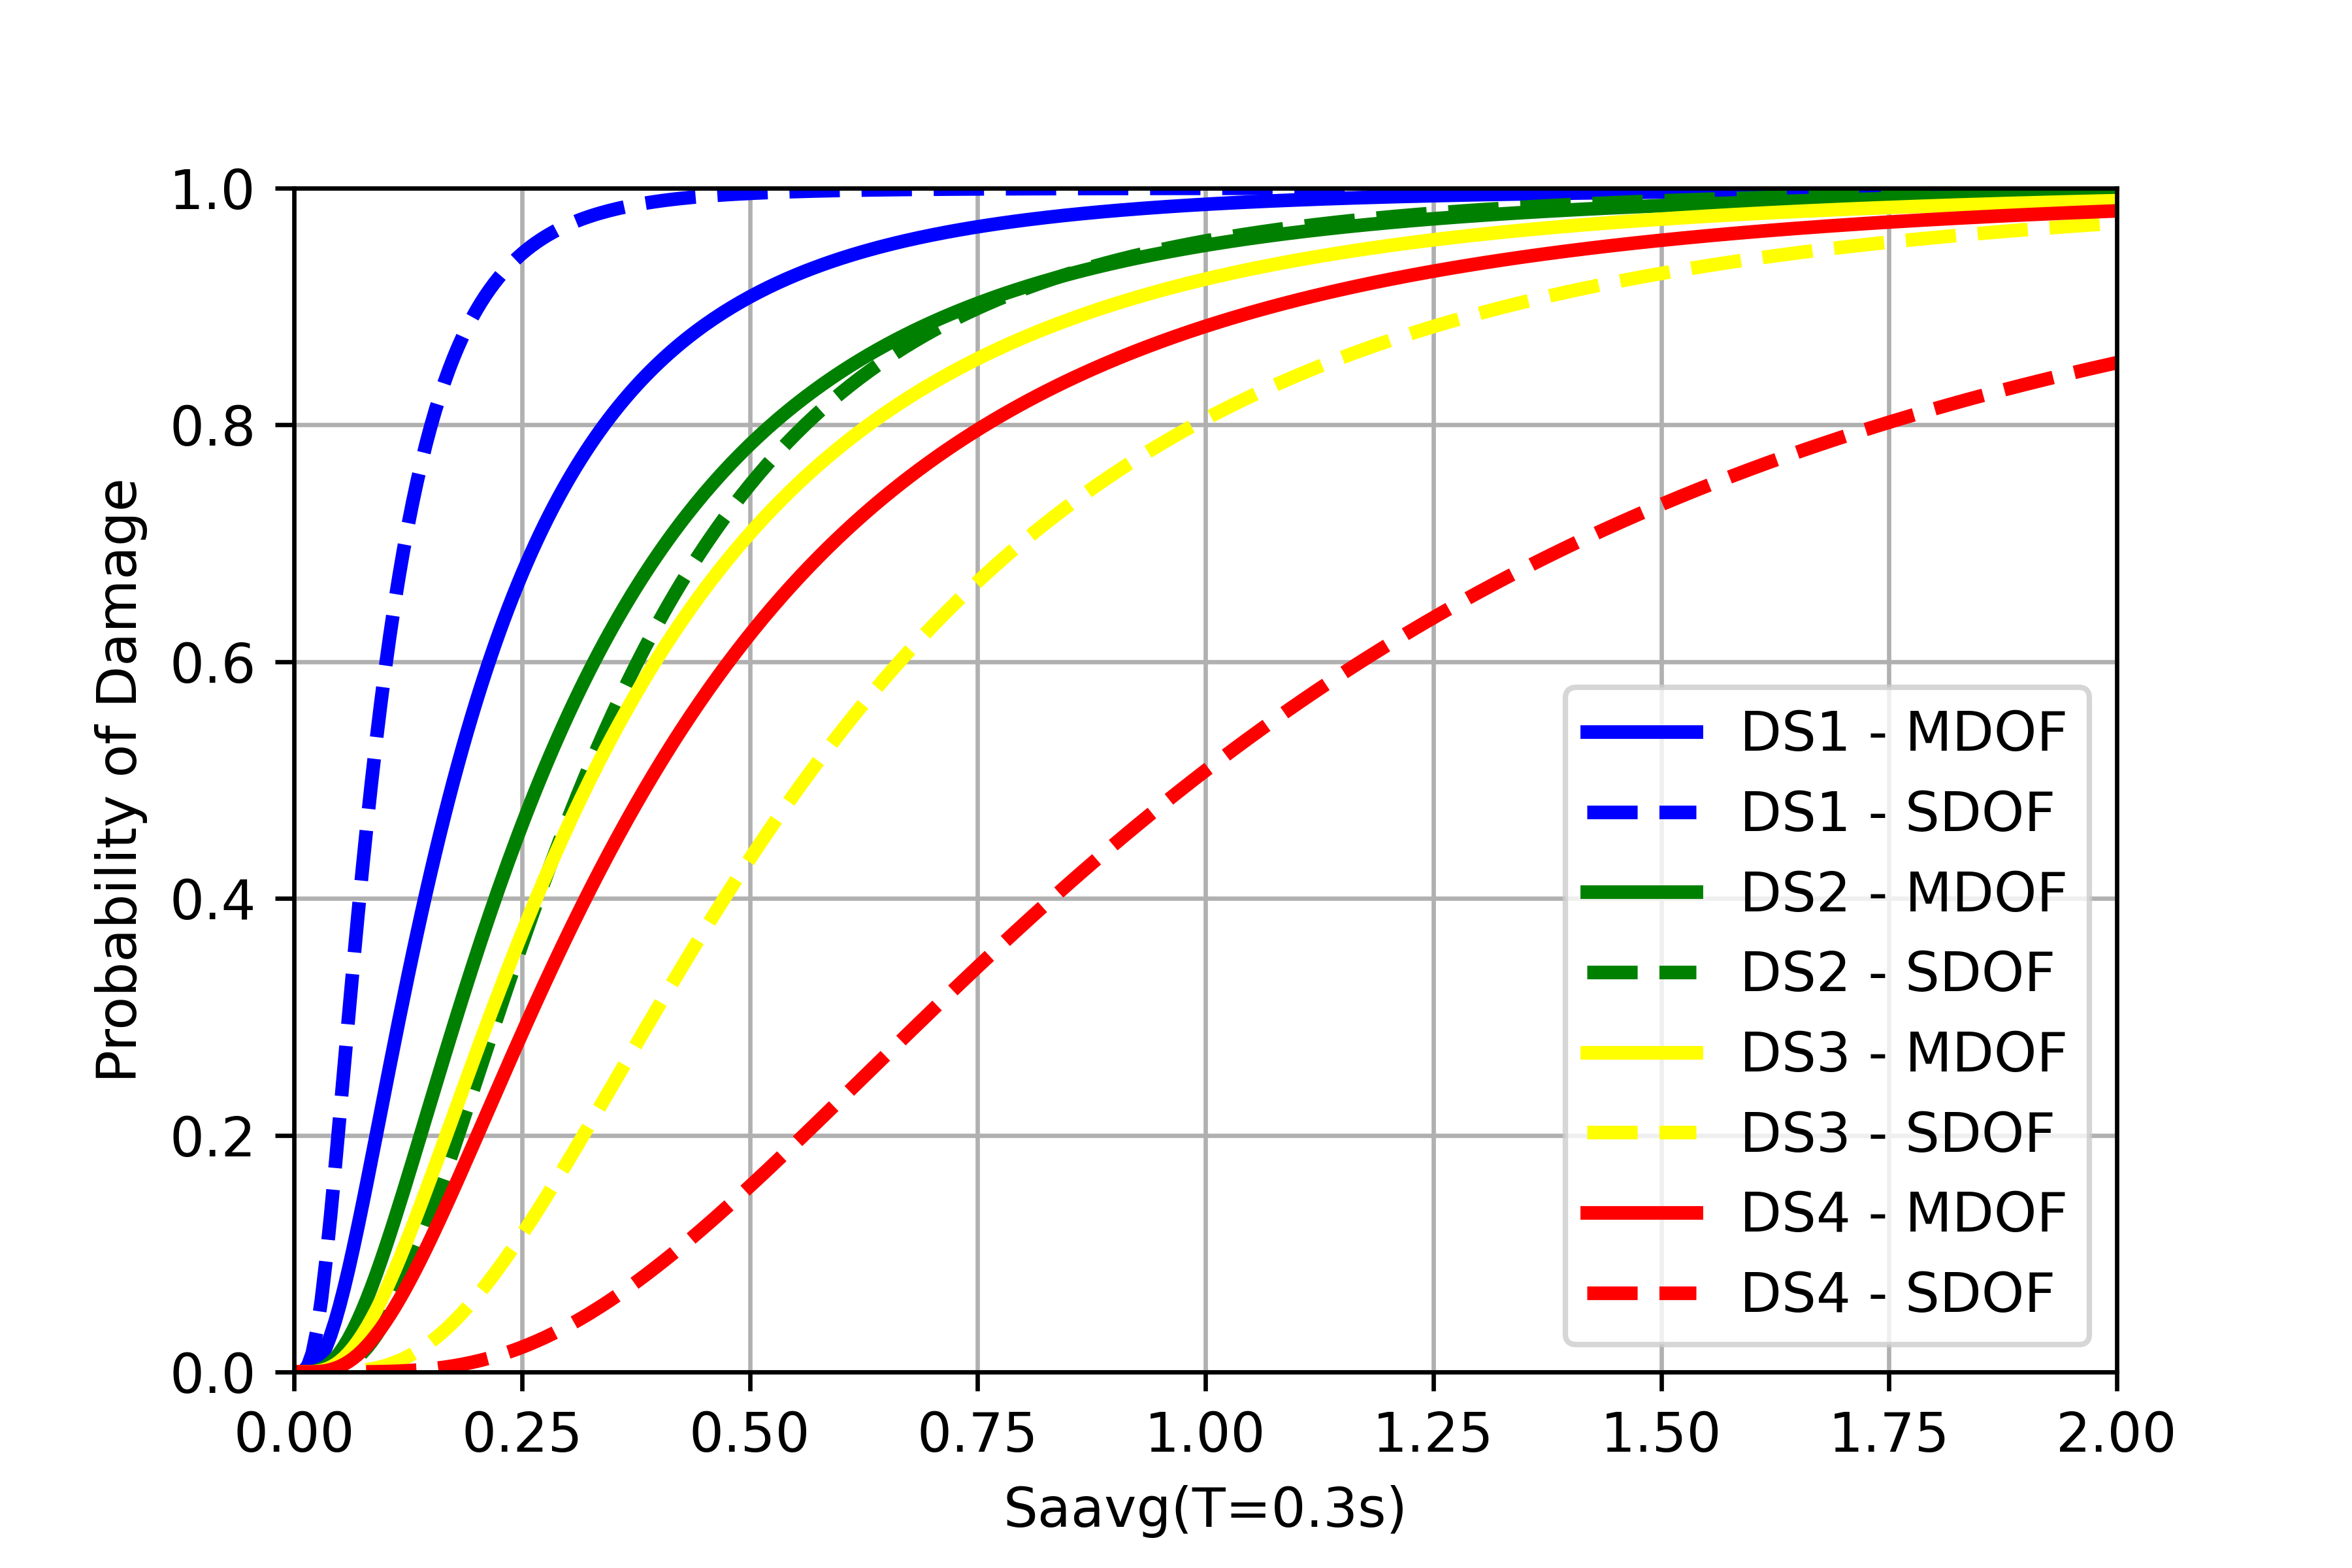 1.0
0.8
0.6
0.4
0.2
0.0
Probability of Damage
0.00 0.25 0.50 0.75 1.00 1.25 1.50 1.75 2.00
Saavg(T=0.3s)
DS1 - MDOF
DS1 - SDOF
DS2 - MDOF
DS2 - SDOF
DS3 - MDOF
DS3 - SDOF
DS4 - MDOF
DS4 - SDOF